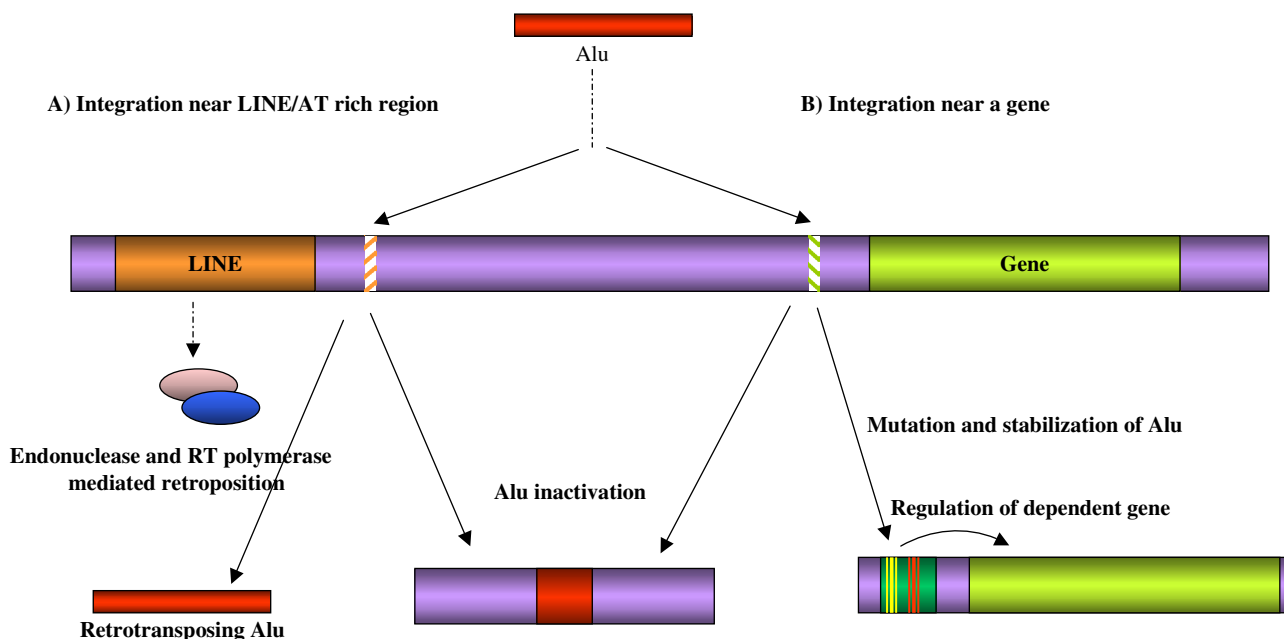 Alu
A) Integration near LINE/AT rich region
B) Integration near a gene
LINE
Gene
Endonuclease and RT polymerase
mediated retroposition
Alu inactivation
Mutation and stabilization of Alu
Regulation of dependent gene
Retrotransposing Alu